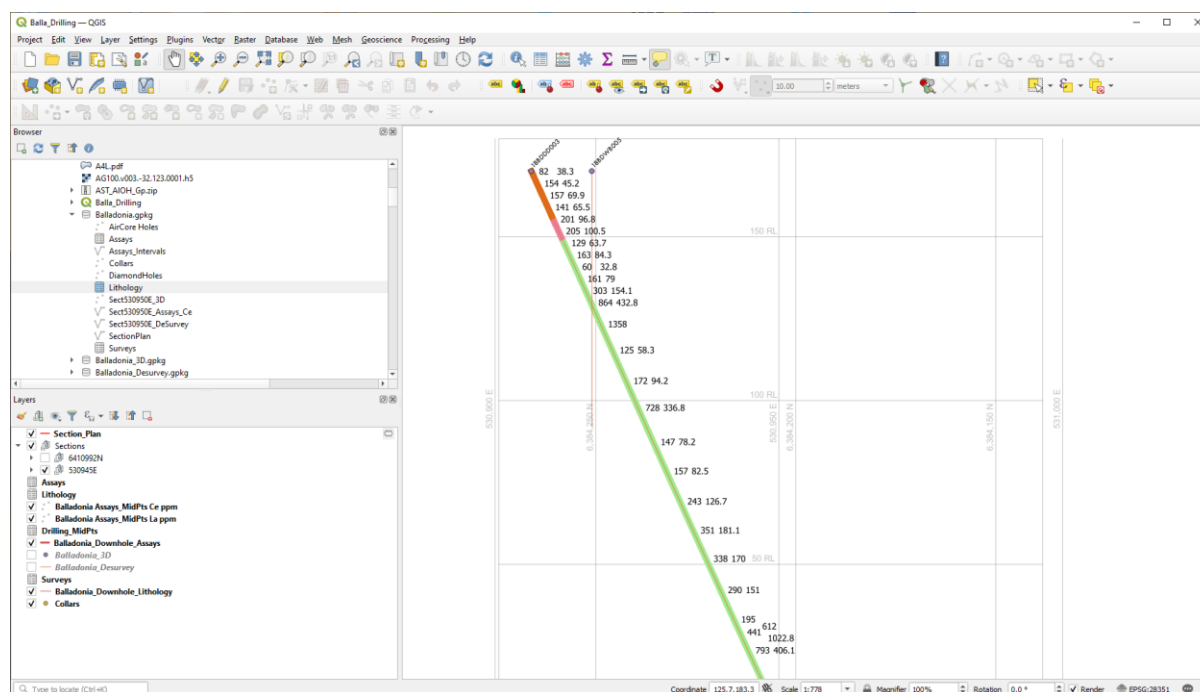 Balla_Drilling — QGIS
Project Edit View Layer Settings Plugins Vector Raster Database Web Mesh Geoscience Processing Help
10.00 meters
Browser
A4L.pdf
AG100.v003.-32.123.0001.h5
AST_AIOH_Gp.zip
Balla_Drilling
Balladonia.gpkg
AirCore Holes
Assays
Assays_Intervals
Collars
DiamondHoles
Lithology
Sect530950E_3D
Sect530950E_Assays_Ce
Sect530950E_DeSurvey
SectionPlan
Surveys
Balladonia_3D.gpkg
Balladonia_Desurvey.gpkg
Layers
Section_Plan
Sections
6410992N
530945E
Assays
Lithology
Balladonia Assays_MidPts Ce ppm
Balladonia Assays_MidPts La ppm
Drilling_MidPts
Balladonia_Downhole_Assays
Balladonia_3D
Balladonia_Desurvey
Surveys
Balladonia_Downhole_Lithology
Collars
18BDDD003
18BDWB005
82 38.3
154 45.2
157 69.9
141 65.5
201 96.8
205 100.5
150 RL
129 63.7
163 84.3
60 32.8
161 79
303 154.1
864 432.8
1358
125 58.3
172 94.2
100 RL
728 336.8
530,900 E
6,384,250 N
530,950 E
6,384,200 N
6,384,150 N
531,000 E
147 78.2
157 82.5
243 126.7
351 181.1
338 170
50 RL
290 151
195
612
441
1022.8
793 406.1
Type to locate (Ctrl+K)
Coordinate 125.7,183.3 Scale 1:778 Magnifier 100% Rotation 0.0 ° Render EPSG:28351